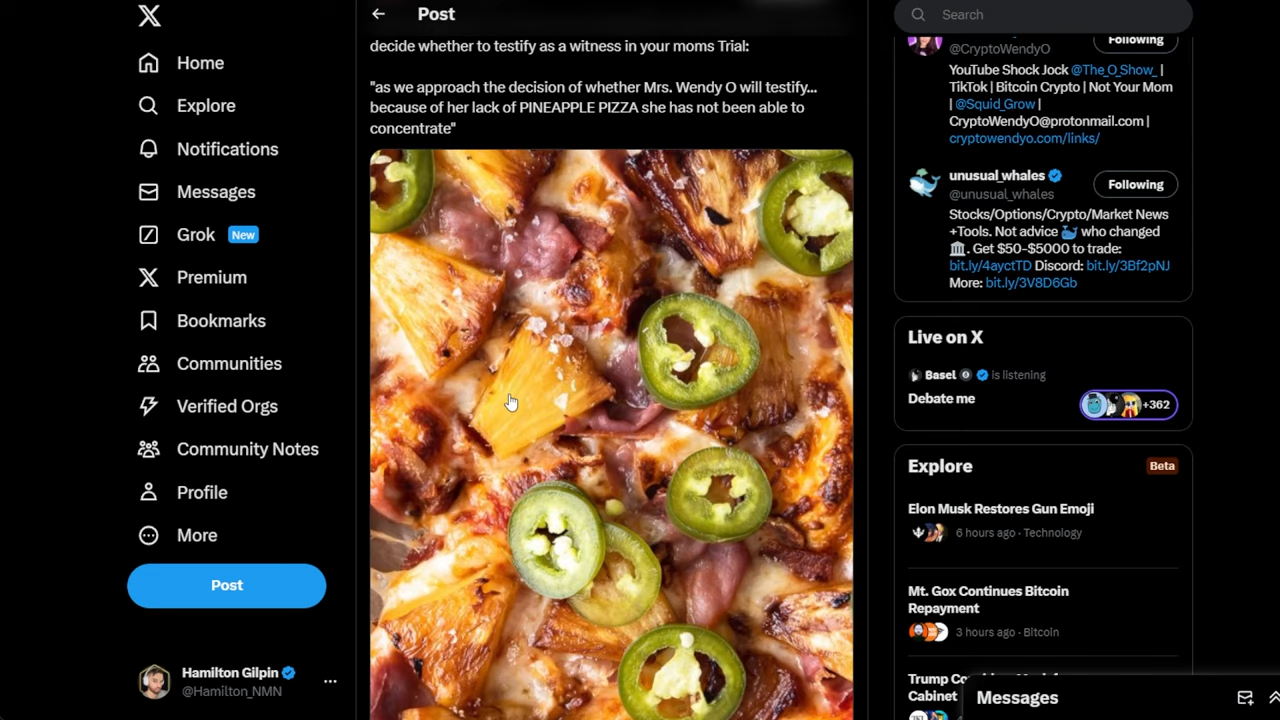 Home
Explore
Notifications
Messages
Grok New
Premium
Bookmarks
Communities
Verified Orgs
Community Notes
Profile
More
Post
Hamilton Gilpin
@Hamilton_NMN
Post
decide whether to testify as a witness in your moms Trial:
"as we approach the decision of whether Mrs. Wendy O will testify...
because of her lack of PINEAPPLE PIZZA she has not been able to
concentrate"
Search
@CryptoWendyO
Following
YouTube Shock Jock @The_O_Show_ |
TikTok | Bitcoin Crypto | Not Your Mom
| @Squid_Grow |
CryptoWendyO@protonmail.com |
cryptowendyo.com/links/
unusual_whales
@unusual_whales
Following
Stocks/Options/Crypto/Market News
+Tools. Not advice 🐳 who changed
🏛. Get $50-$5000 to trade:
bit.ly/4ayctTD Discord: bit.ly/3Bf2pNJ
More: bit.ly/3V8D6Gb
Live on X
Basel is listening
Debate me
+362
Explore
Beta
Elon Musk Restores Gun Emoji
6 hours ago · Technology
Mt. Gox Continues Bitcoin
Repayment
3 hours ago · Bitcoin
Cabinet
Messages